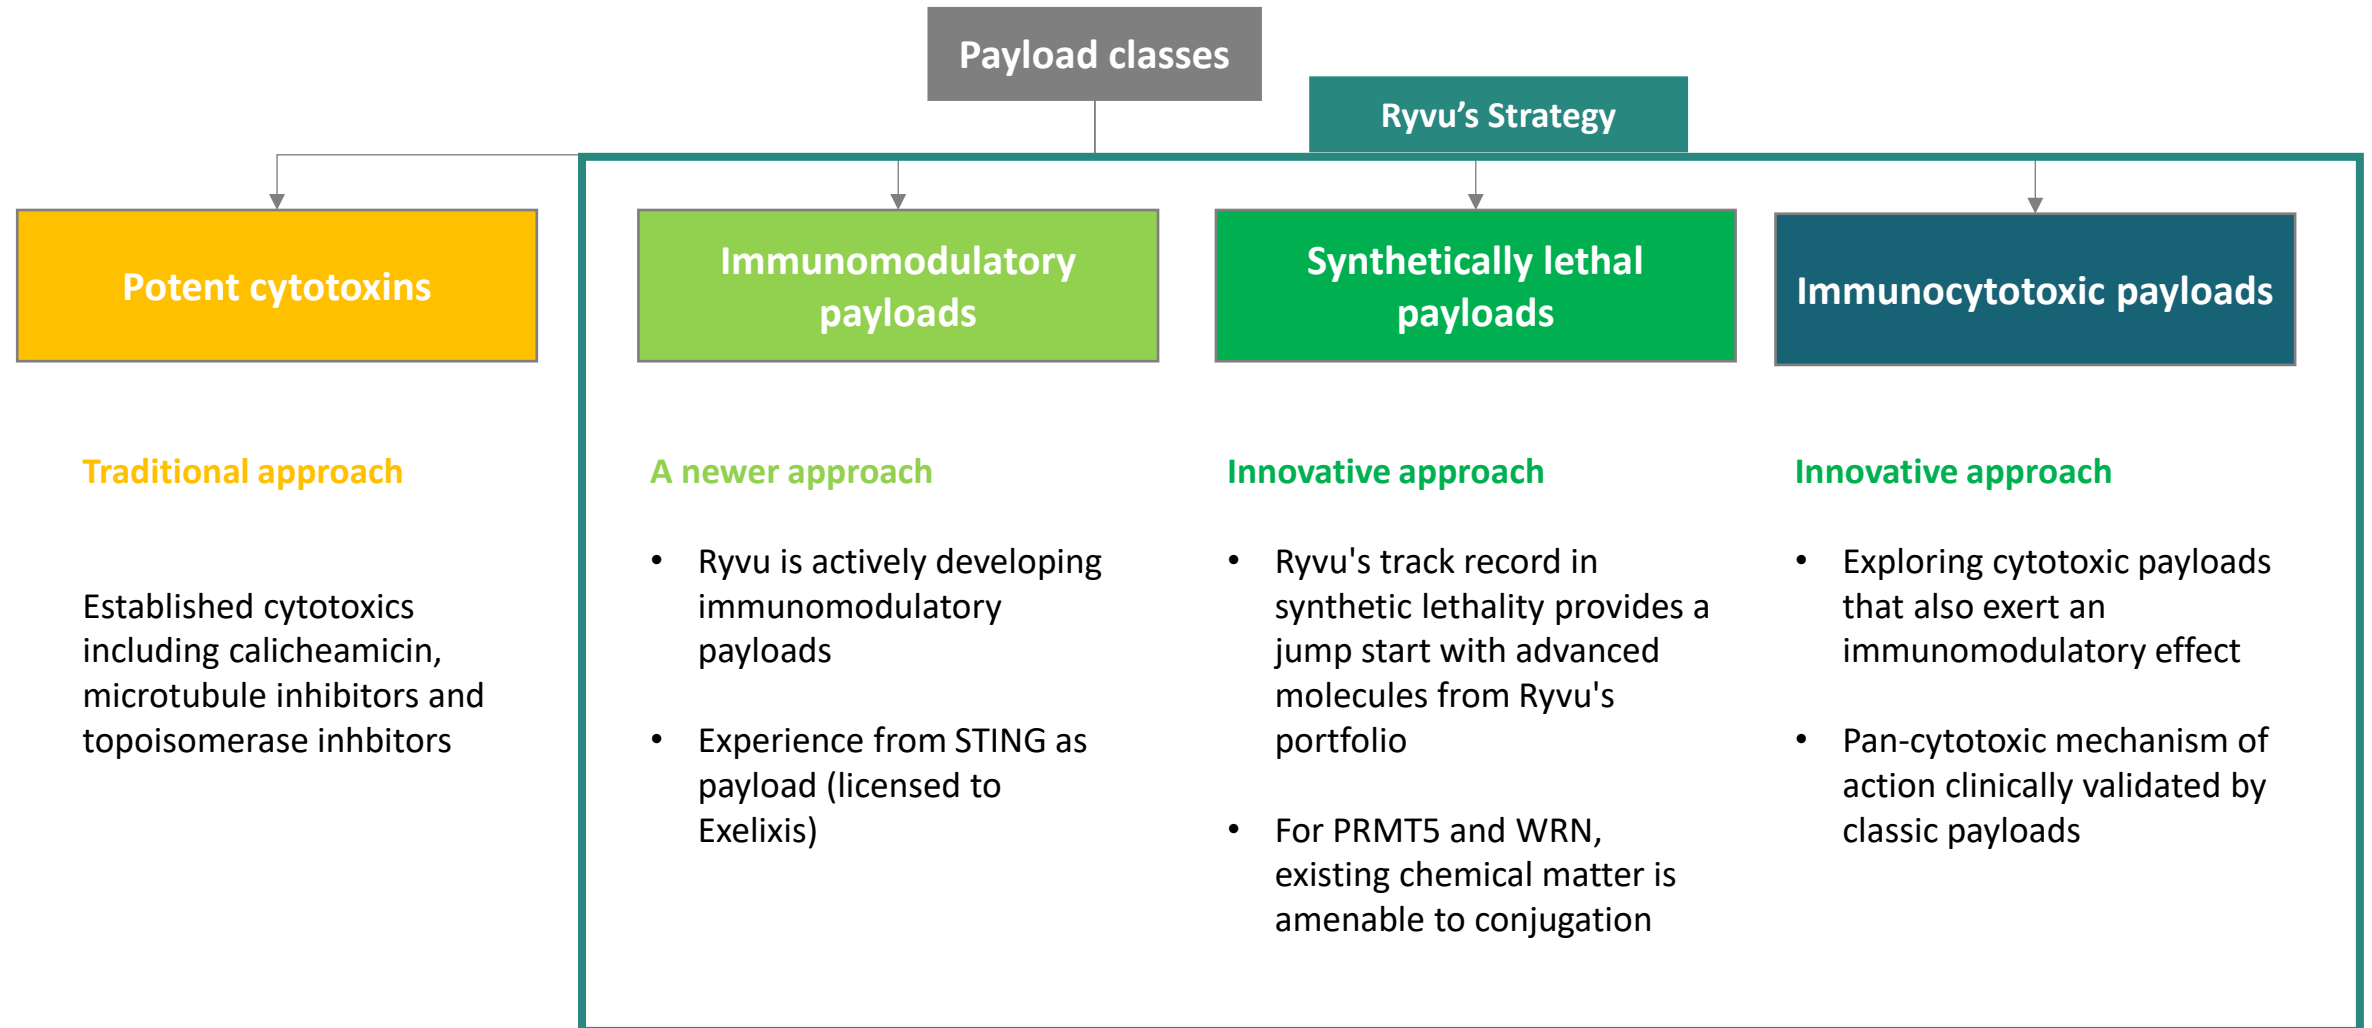 Payload classes
Ryvu’s Strategy
Potent cytotoxins
Immunomodulatory
payloads
Synthetically lethal
payloads
Immunocytotoxic payloads
Traditional approach
Established cytotoxics
including calicheamicin,
microtubule inhibitors and
topoisomerase inhbitors
A newer approach
• Ryvu is actively developing
immunomodulatory
payloads
• Experience from STING as
payload (licensed to
Exelixis)
Innovative approach
• Ryvu's track record in
synthetic lethality provides a
jump start with advanced
molecules from Ryvu's
portfolio
• For PRMT5 and WRN,
existing chemical matter is
amenable to conjugation
Innovative approach
• Exploring cytotoxic payloads
that also exert an
immunomodulatory effect
• Pan-cytotoxic mechanism of
action clinically validated by
classic payloads